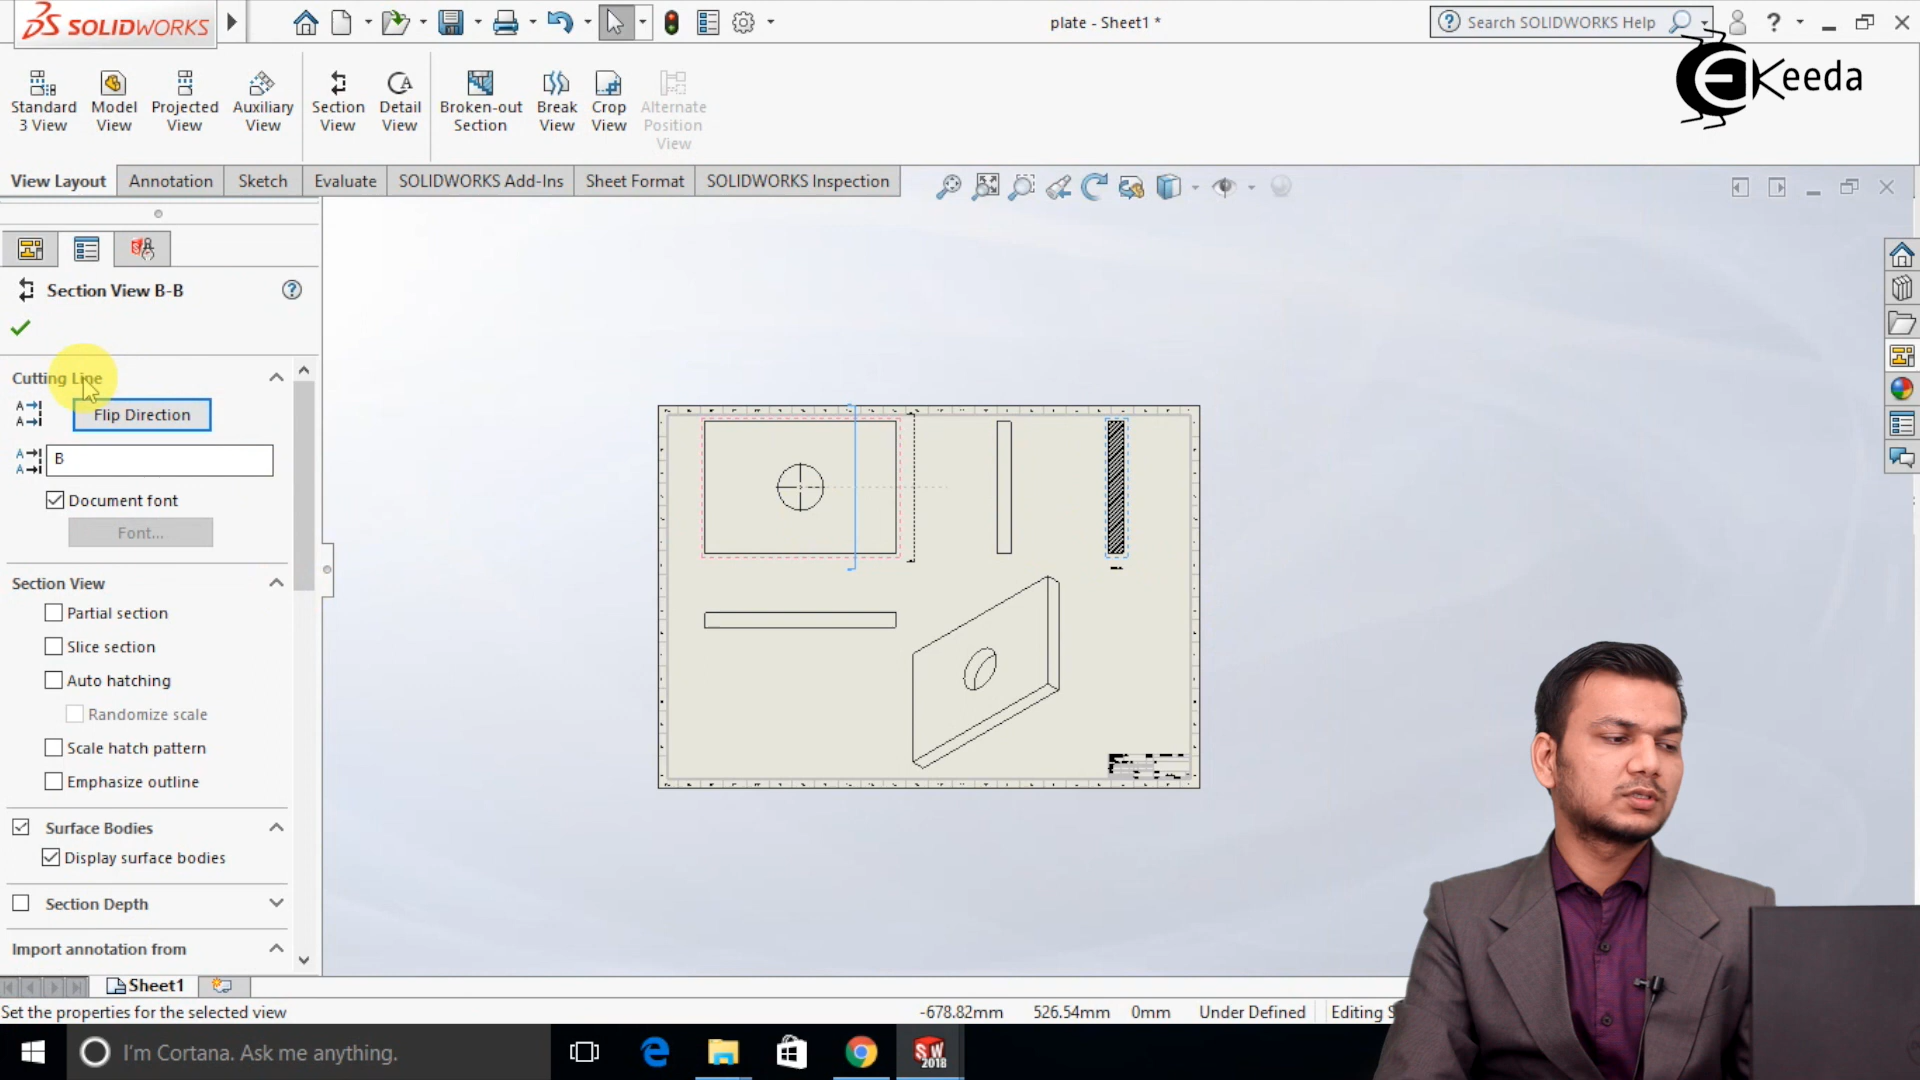 SOLIDWORKS
plate - Sheet1 *
Search SOLIDWORKS Help
?
Ekeeda
Standard 3 View
Model View
Projected View
Auxiliary View
Section View
Detail View
Broken-out Section
Break View
Crop View
Alternate Position View
View Layout
Annotation
Sketch
Evaluate
SOLIDWORKS Add-Ins
Sheet Format
SOLIDWORKS Inspection
Section View B-B
Cutting Line
Flip Direction
B
Document font
Font...
Section View
Partial section
Slice section
Auto hatching
Randomize scale
Scale hatch pattern
Emphasize outline
Surface Bodies
Display surface bodies
Section Depth
Import annotation from
Sheet1
Set the properties for the selected view
-678.82mm
526.54mm
0mm
Under Defined
Editing S
I'm Cortana. Ask me anything.
SW
2018